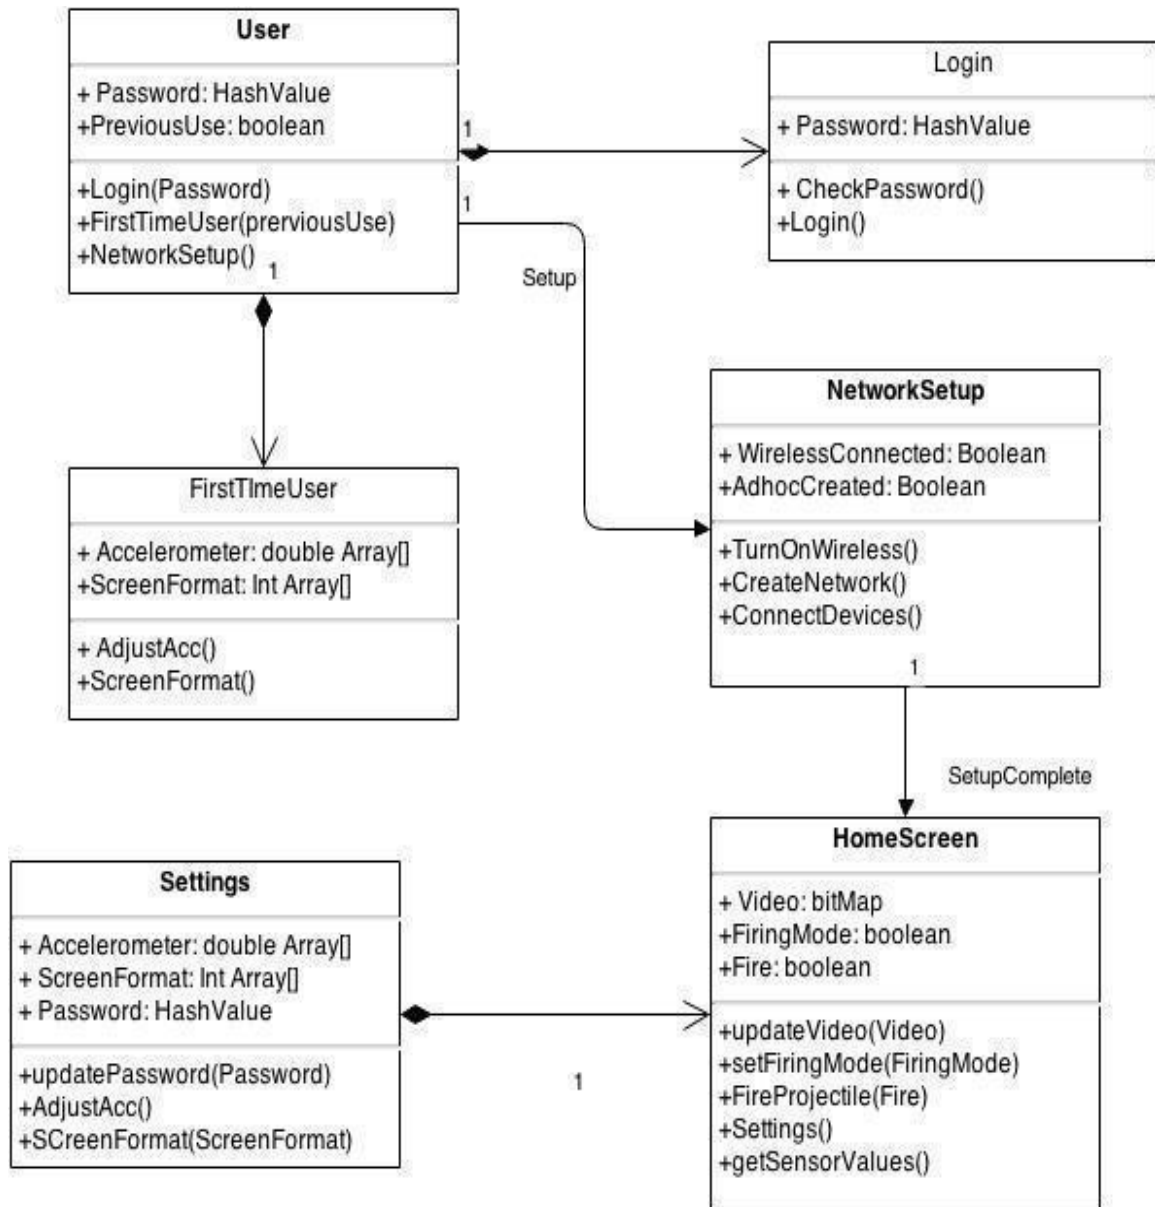 User
+ Password: HashValue
+PreviousUse: boolean
+Login(Password)
+FirstTimeUser(prerviousUse)
+NetworkSetup()
1
1
1
Login
+ Password: HashValue
+ CheckPassword()
+Login()
Setup
FirstTImeUser
+ Accelerometer: double Array[]
+ScreenFormat: Int Array[]
+ AdjustAcc()
+ScreenFormat()
NetworkSetup
+ WirelessConnected: Boolean
+AdhocCreated: Boolean
+TurnOnWireless()
+CreateNetwork()
+ConnectDevices()
1
SetupComplete
Settings
+ Accelerometer: double Array[]
+ ScreenFormat: Int Array[]
+ Password: HashValue
+updatePassword(Password)
+AdjustAcc()
+SCreenFormat(ScreenFormat)
1
HomeScreen
+ Video: bitMap
+FiringMode: boolean
+Fire: boolean
+updateVideo(Video)
+setFiringMode(FiringMode)
+FireProjectile(Fire)
+Settings()
+getSensorValues()